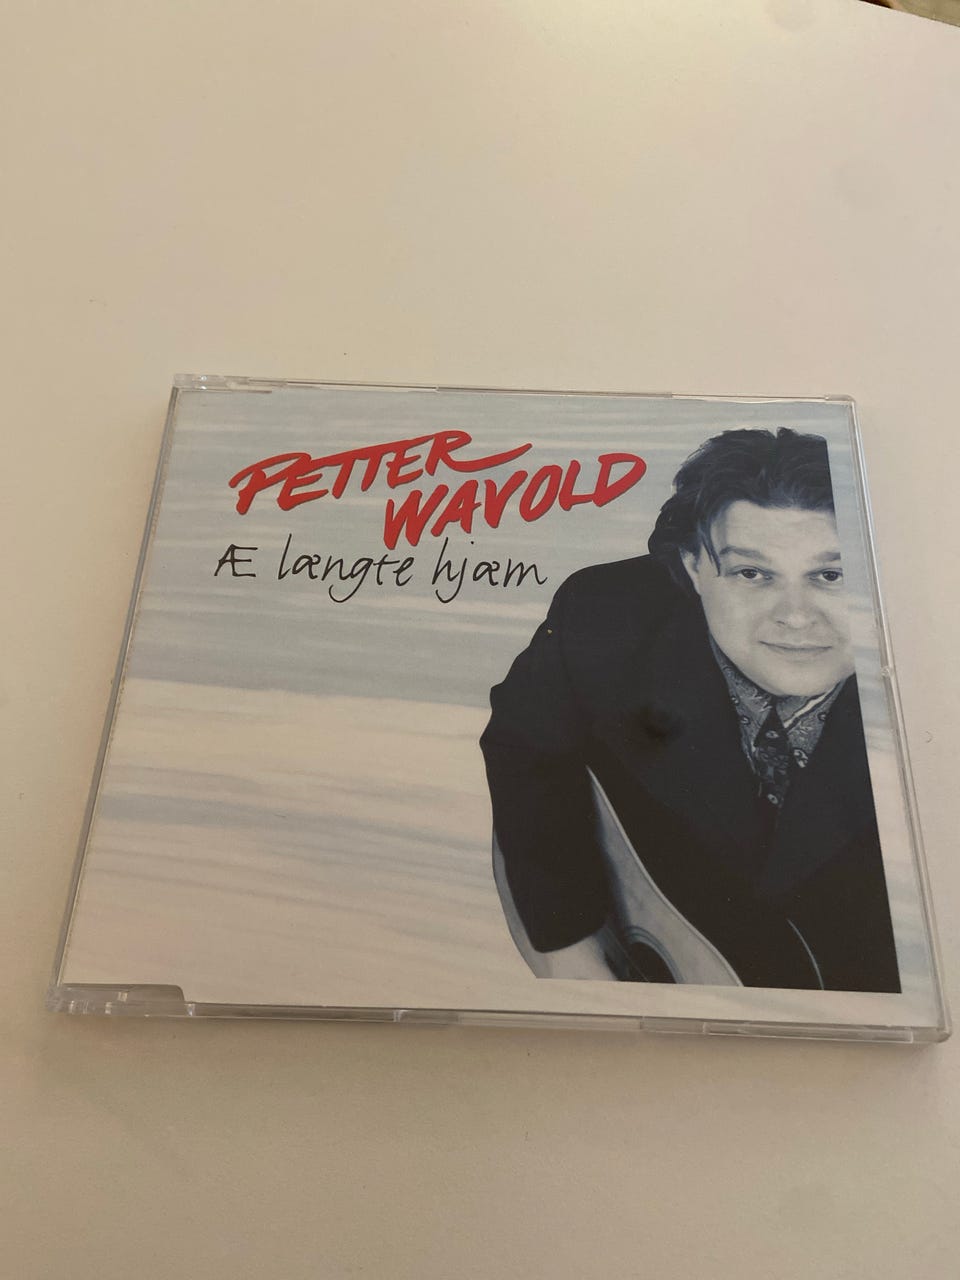 PETTER
WAVOLD
Æ længte hjæm